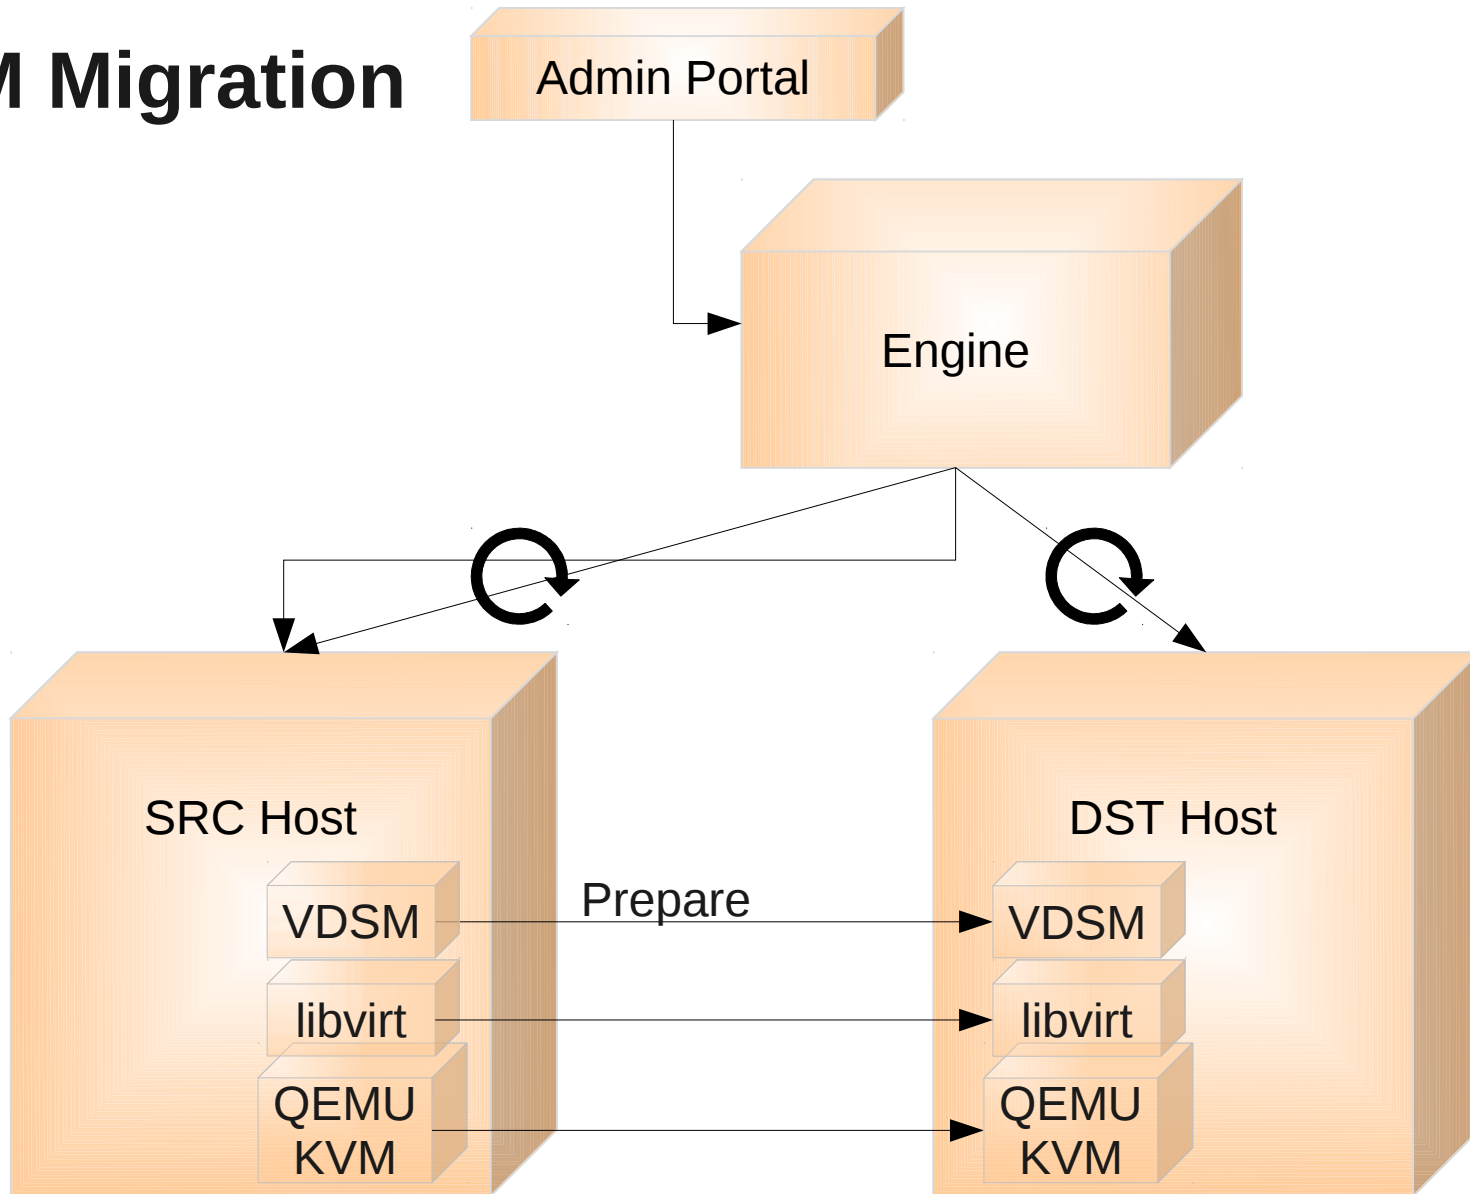 M Migration
Admin Portal
Engine
SRC Host
DST Host
Prepare
VDSM
VDSM
libvirt
libvirt
QEMU
KVM
QEMU
KVM